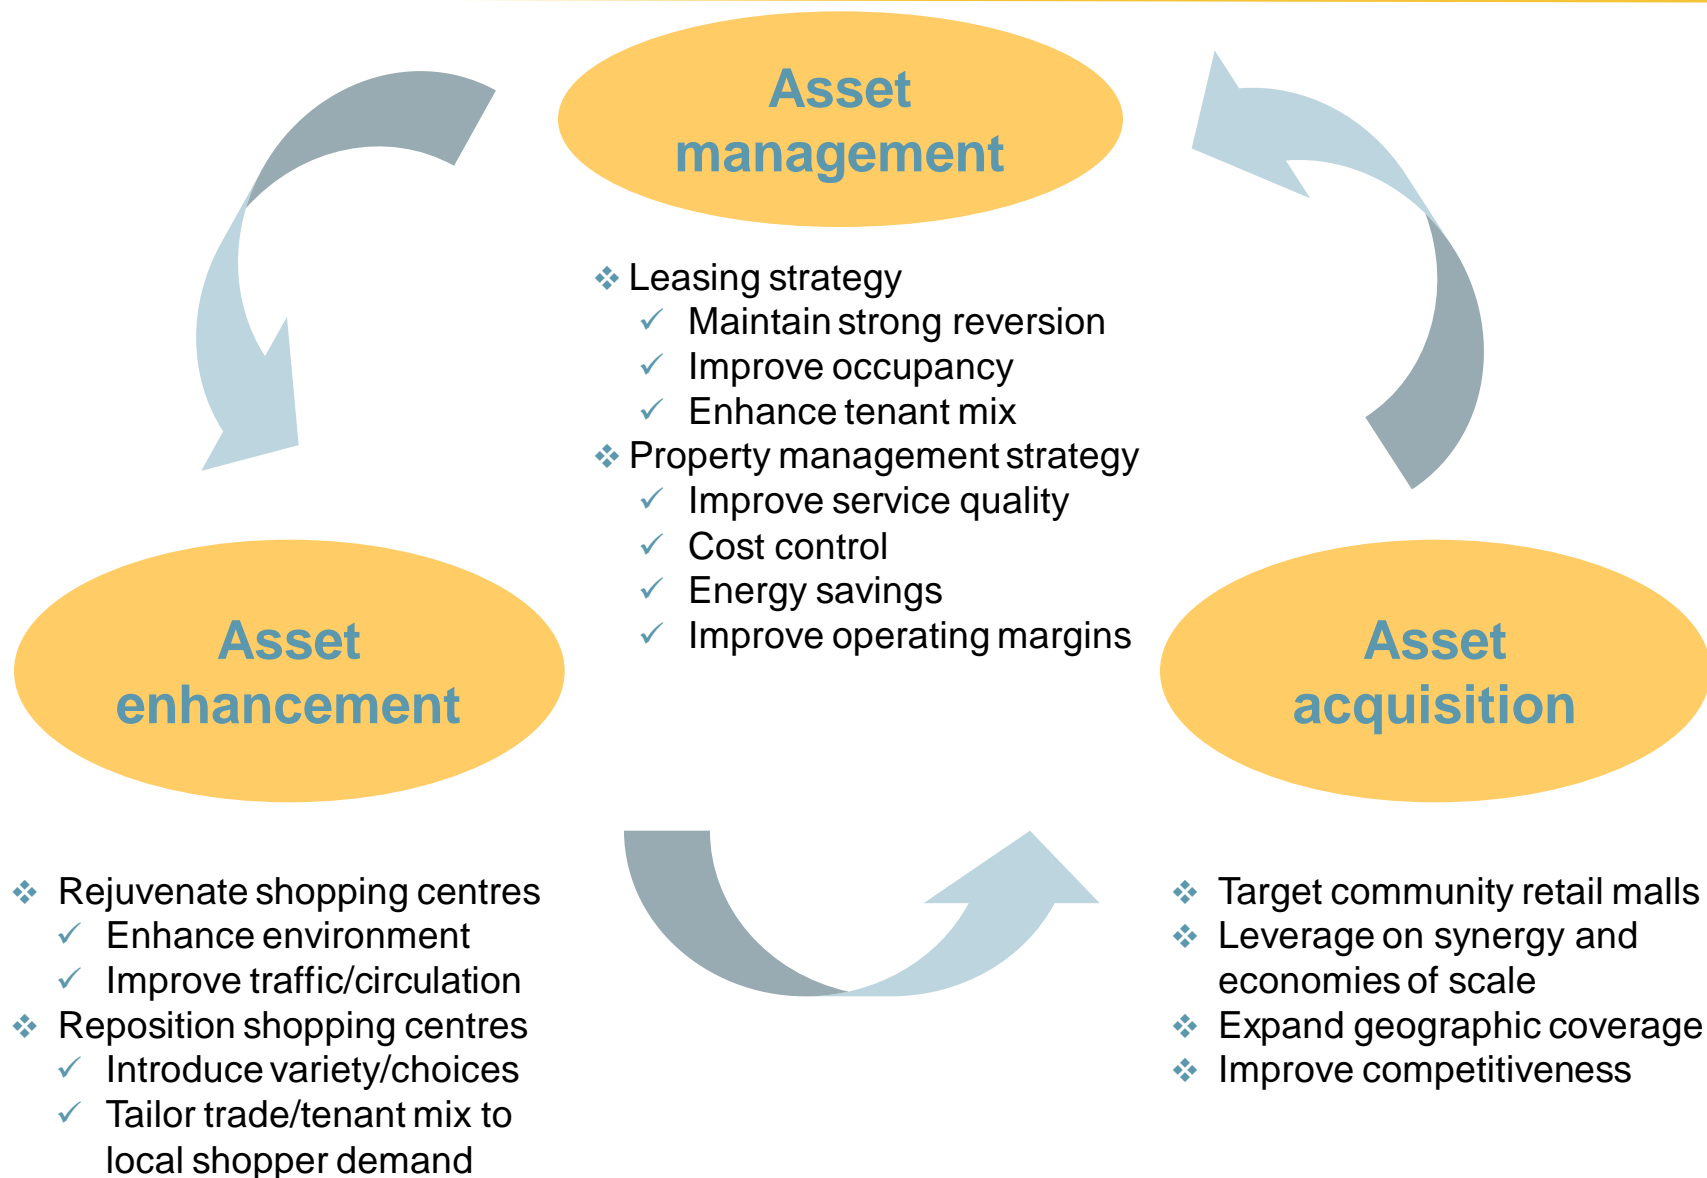 Asset
management
Leasing strategy
Maintain strong reversion
Improve occupancy
Enhance tenant mix
Property management strategy
Improve service quality
Cost control
Energy savings
Improve operating margins
Asset
enhancement
Rejuvenate shopping centres
Enhance environment
Improve traffic/circulation
Reposition shopping centres
Introduce variety/choices
Tailor trade/tenant mix to
local shopper demand
Asset
acquisition
Target community retail malls
Leverage on synergy and
economies of scale
Expand geographic coverage
Improve competitiveness